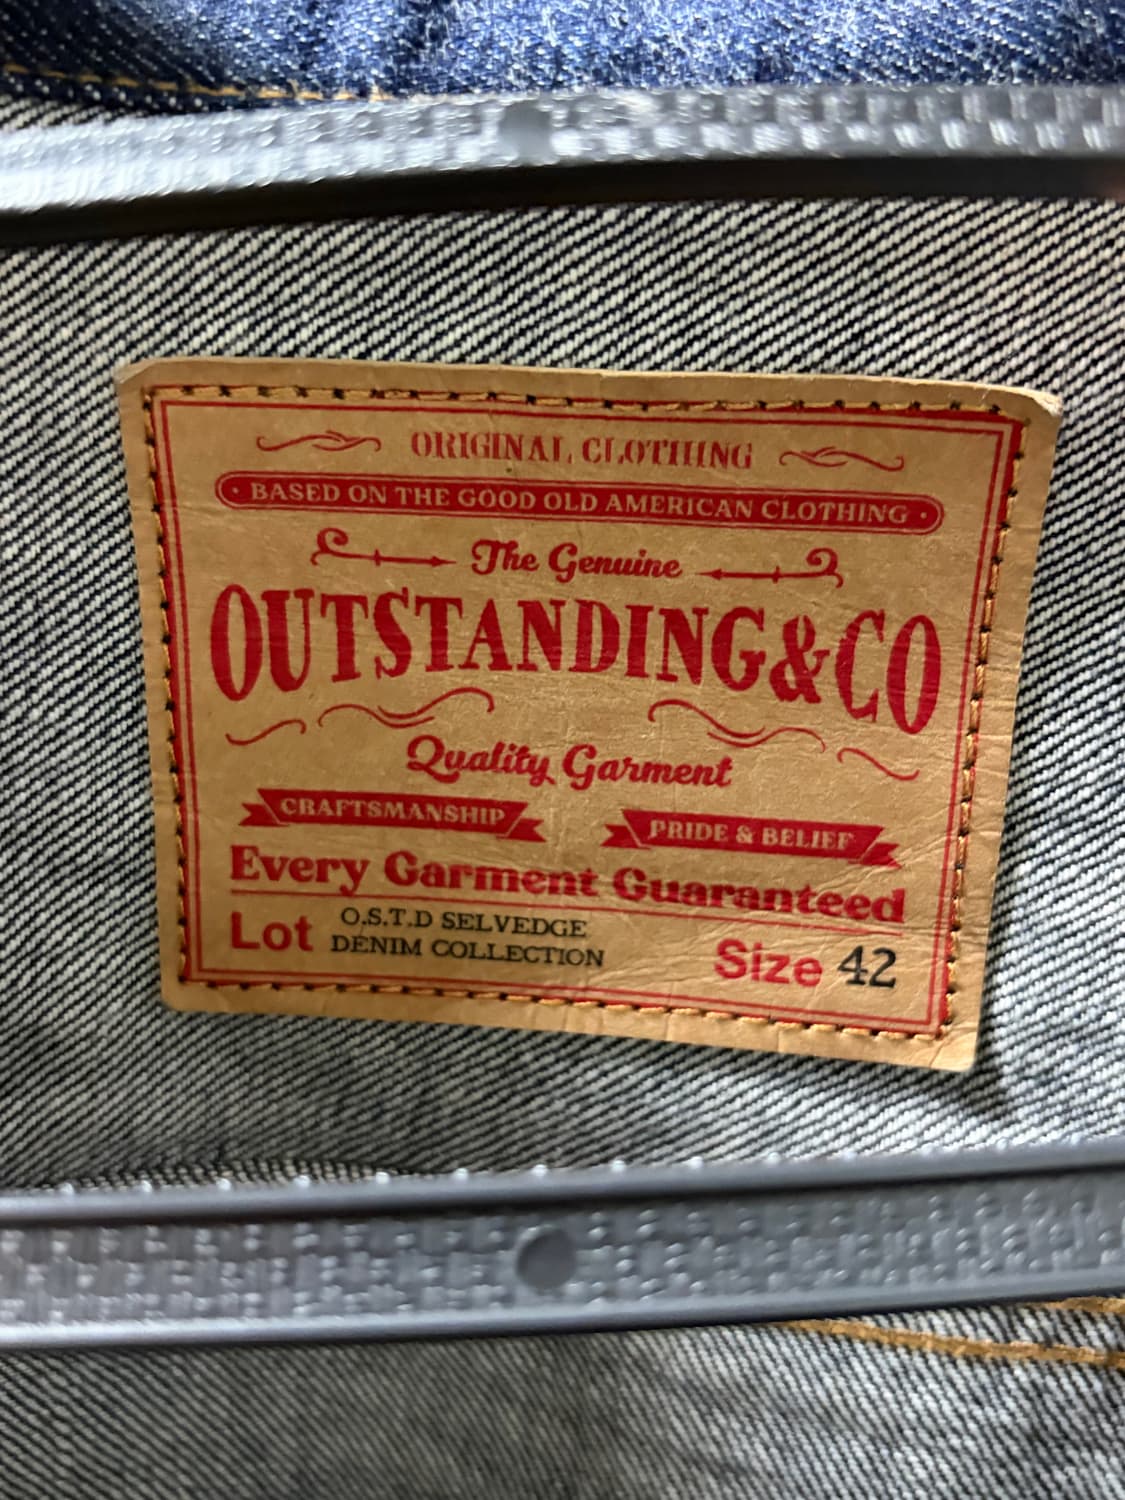 ORIGINAL CLOTHING
· BASED ON THE GOOD OLD AMERICAN CLOTHING ·
The Genuine
OUTSTANDING&CO
Quality Garment
CRAFTSMANSHIP PRIDE & BELIEF
Every Garment Guaranteed
Lot O.S.T.D SELVEDGE
DENIM COLLECTION Size 42